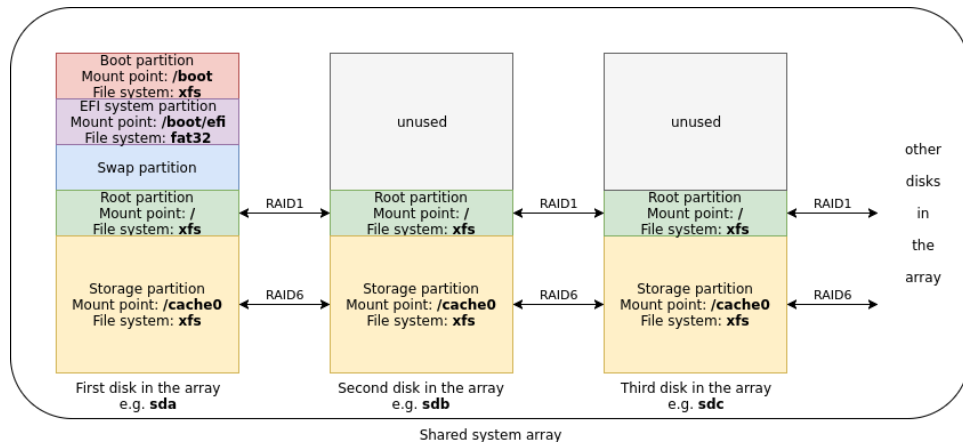 Boot partition
Mount point: /boot
File system: xfs
EFI system partition
Mount point: /boot/efi
File system: fat32
Swap partition
Root partition
Mount point: /
File system: xfs
Storage partition
Mount point: /cache0
File system: xfs
First disk in the array
e.g. sda
RAID1
RAID6
unused
Root partition
Mount point: /
File system: xfs
Storage partition
Mount point: /cache0
File system: xfs
Second disk in the array
e.g. sdb
RAID1
RAID6
unused
Root partition
Mount point: /
File system: xfs
Storage partition
Mount point: /cache0
File system: xfs
Third disk in the array
e.g. sdc
RAID1
RAID6
other
disks
in
the
array
Shared system array